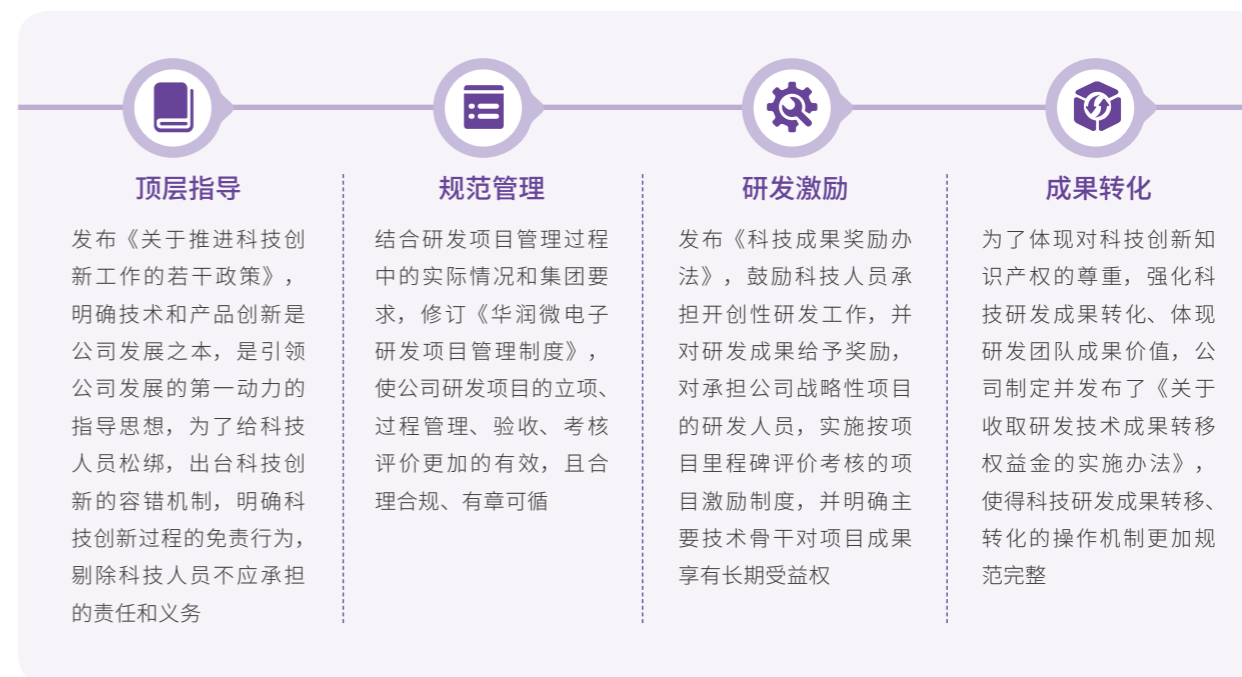 顶层指导
发布《关于推进科技创
新工作的若干政策》，
明确技术和产品创新是
公司发展之本，是引领
公司发展的第一动力的
指导思想，为了给科技
人员松绑，出台科技创
新的容错机制，明确科
技创新过程的免责行为，
剔除科技人员不应承担
的责任和义务
规范管理
结合研发项目管理过程
中的实际情况和集团要
求，修订《华润微电子
研发项目管理制度》，
使公司研发项目的立项、
过程管理、验收、考核
评价更加的有效，且合
理合规、有章可循
研发激励
发布《科技成果奖励办
法》，鼓励科技人员承
担开创性研发工作，并
对研发成果给予奖励，
对承担公司战略性项目
的研发人员，实施按项
目里程碑评价考核的项
目激励制度，并明确主
要技术骨干对项目成果
享有长期受益权
成果转化
为了体现对科技创新知
识产权的尊重，强化科
技研发成果转化、体现
研发团队成果价值，公
司制定并发布了《关于
收取研发技术成果转移
权益金的实施办法》，
使得科技研发成果转移、
转化的操作机制更加规
范完整